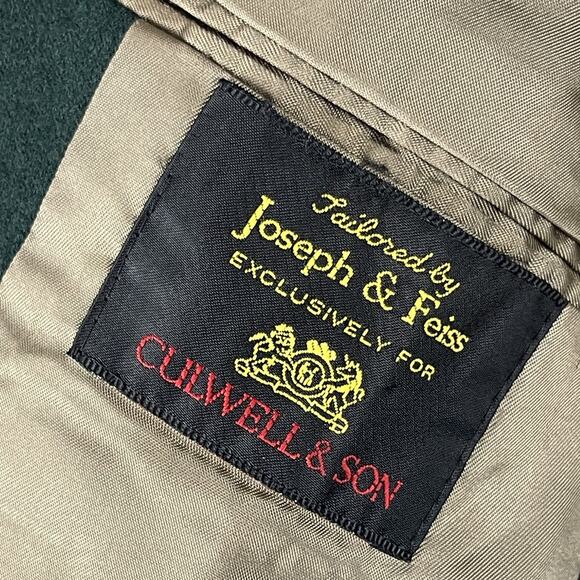 Tailored by
Joseph & Feiss
EXCLUSIVELY FOR
CULWELL & SON